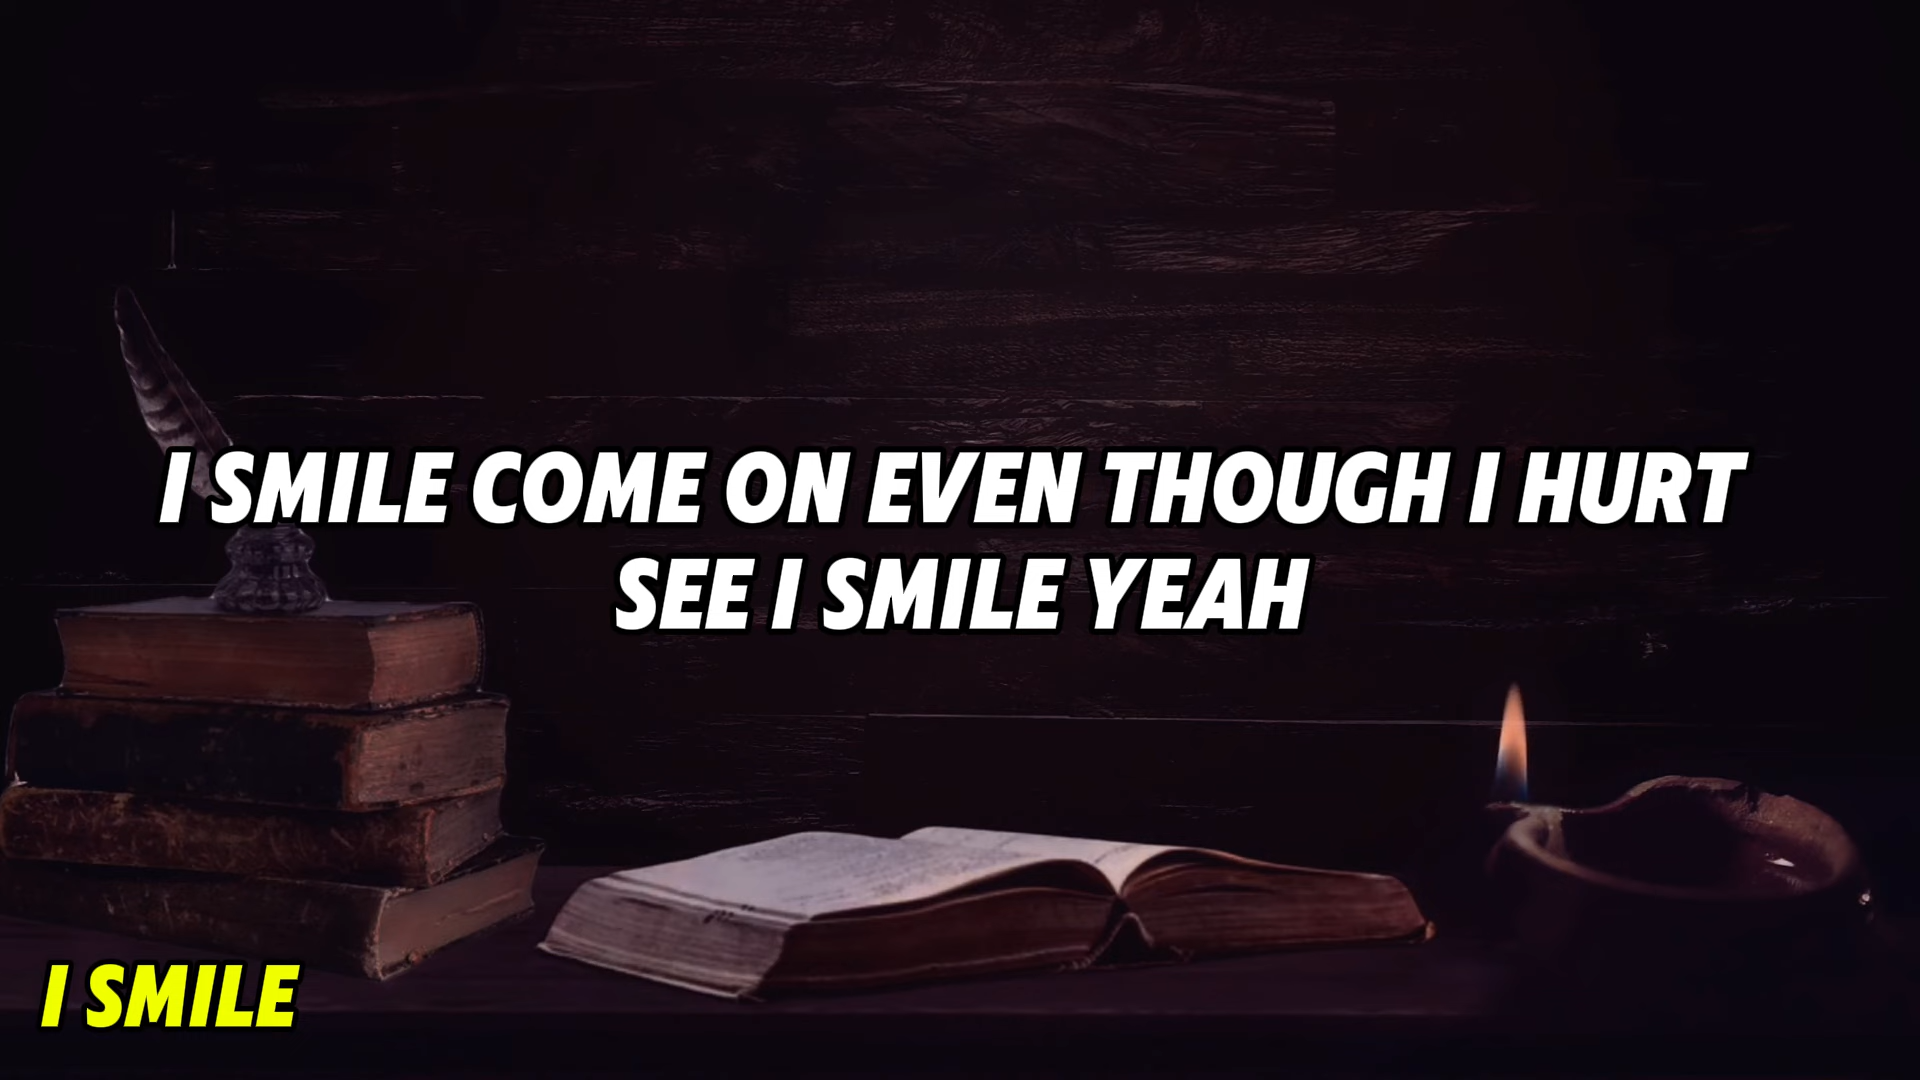 I SMILE COME ON EVEN THOUGH I HURT
SEE I SMILE YEAH
I SMILE